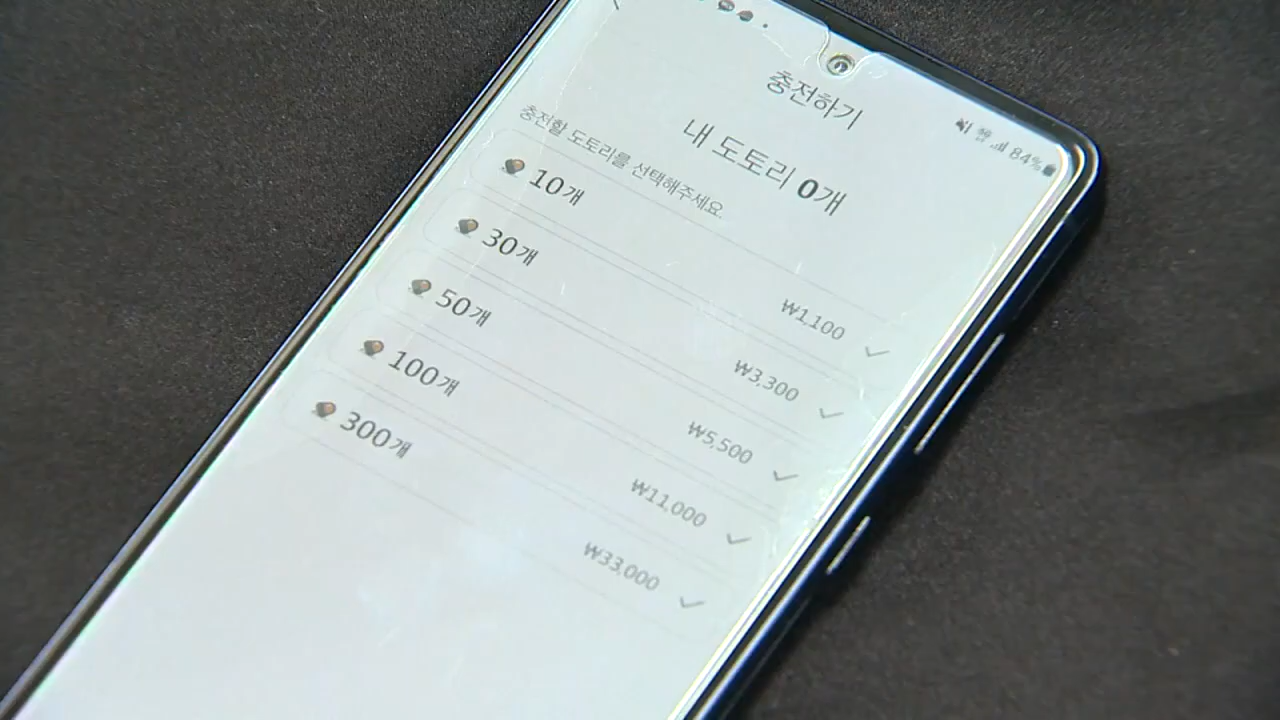 84%
충전하기
내 도토리 0개
충전할 도토리를 선택해주세요.
10개 ₩1,100
30개 ₩3,300
50개 ₩5,500
100개 ₩11,000
300개 ₩33,000